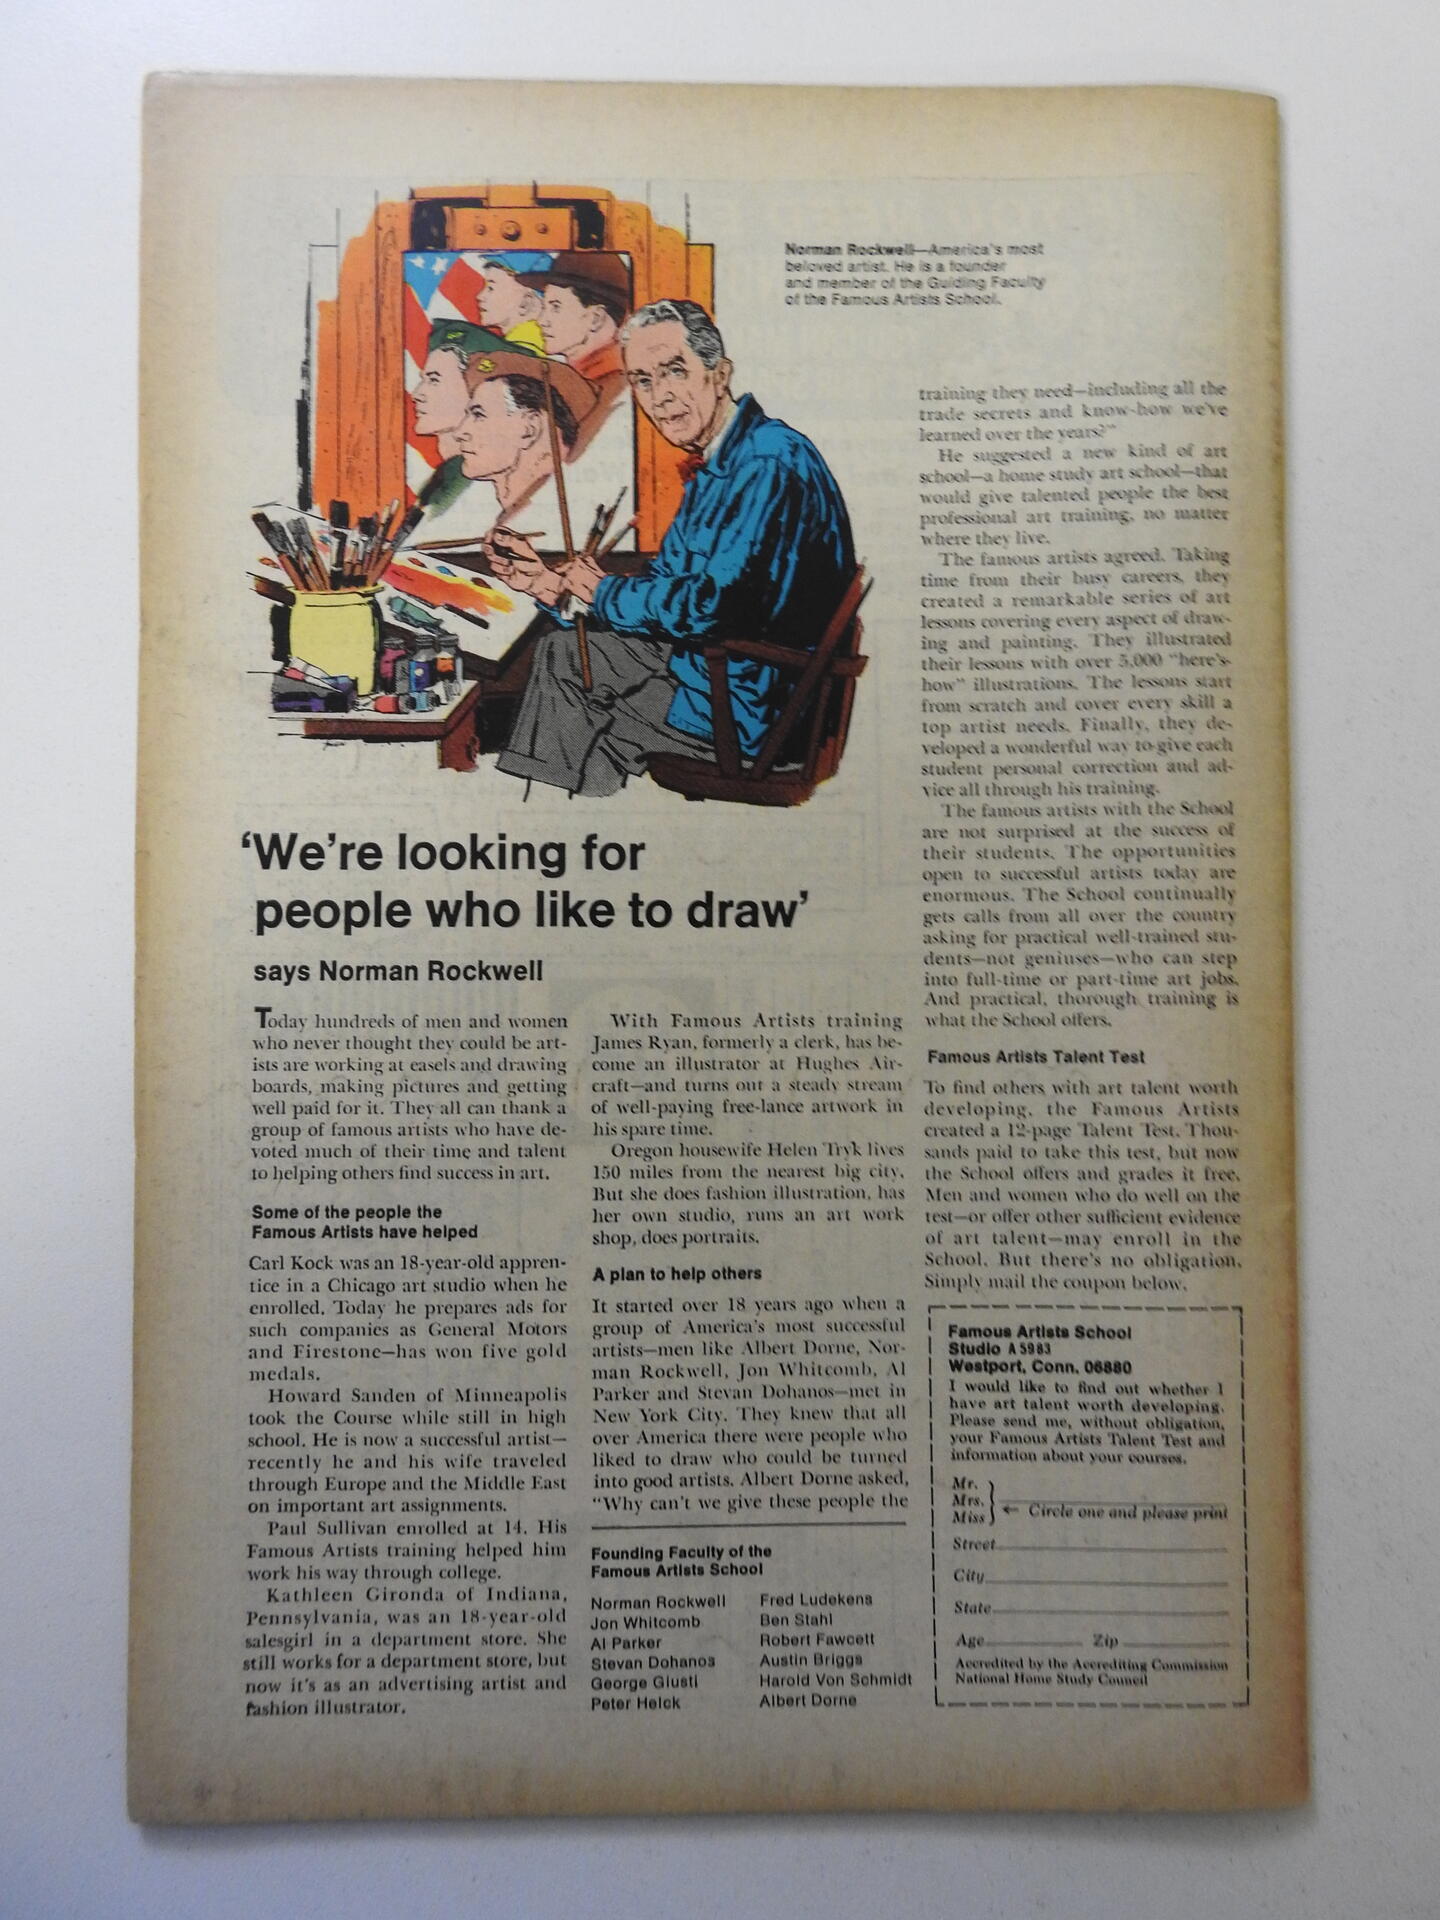 Norman Rockwell—America's most
beloved artist. He is a founder
and member of the Guiding Faculty
of the Famous Artists School.
'We're looking for
people who like to draw'
says Norman Rockwell
Today hundreds of men and women
who never thought they could be art-
ists are working at easels and drawing
boards, making pictures and getting
well paid for it. They all can thank a
group of famous artists who have de-
voted much of their time and talent
to helping others find success in art.
Some of the people the
Famous Artists have helped
Carl Kock was an 18-year-old appren-
tice in a Chicago art studio when he
enrolled. Today he prepares ads for
such companies as General Motors
and Firestone—has won five gold
medals.
Howard Sanden of Minneapolis
took the Course while still in high
school. He is now a successful artist—
recently he and his wife traveled
through Europe and the Middle East
on important art assignments.
Paul Sullivan enrolled at 14. His
Famous Artists training helped him
work his way through college.
Kathleen Gironda of Indiana,
Pennsylvania, was an 18-year-old
salesgirl in a department store. She
still works for a department store, but
now it's as an advertising artist and
fashion illustrator.
With Famous Artists training
James Ryan, formerly a clerk, has be-
come an illustrator at Hughes Air-
craft—and turns out a steady stream
of well-paying free-lance artwork in
his spare time.
Oregon housewife Helen Tryk lives
150 miles from the nearest big city.
But she does fashion illustration, has
her own studio, runs an art work
shop, does portraits.
A plan to help others
It started over 18 years ago when a
group of America's most successful
artists—men like Albert Dorne, Nor-
man Rockwell, Jon Whitcomb, Al
Parker and Stevan Dohanos—met in
New York City. They knew that all
over America there were people who
liked to draw who could be turned
into good artists. Albert Dorne asked,
"Why can't we give these people the
Founding Faculty of the
Famous Artists School
Norman Rockwell
Jon Whitcomb
Al Parker
Stevan Dohanos
George Giusti
Peter Helck
Fred Ludekens
Ben Stahl
Robert Fawcett
Austin Briggs
Harold Von Schmidt
Albert Dorne
training they need—including all the
trade secrets and know-how we've
learned over the years?"
He suggested a new kind of art
school—a home study art school—that
would give talented people the best
professional art training, no matter
where they live.
The famous artists agreed. Taking
time from their busy careers, they
created a remarkable series of art
lessons covering every aspect of draw-
ing and painting. They illustrated
their lessons with over 5,000 "here's-
how" illustrations. The lessons start
from scratch and cover every skill a
top artist needs. Finally, they de-
veloped a wonderful way to give each
student personal correction and ad-
vice all through his training.
The famous artists with the School
are not surprised at the success of
their students. The opportunities
open to successful artists today are
enormous. The School continually
gets calls from all over the country
asking for practical well-trained stu-
dents—not geniuses—who can step
into full-time or part-time art jobs.
And practical, thorough training is
what the School offers.
Famous Artists Talent Test
To find others with art talent worth
developing, the Famous Artists
created a 12-page Talent Test. Thou-
sands paid to take this test, but now
the School offers and grades it free.
Men and women who do well on the
test—or offer other sufficient evidence
of art talent—may enroll in the
School. But there's no obligation.
Simply mail the coupon below.
Famous Artists School
Studio A5983
Westport, Conn. 06880
I would like to find out whether I
have art talent worth developing.
Please send me, without obligation,
your Famous Artists Talent Test and
information about your courses.
Mr.
Mrs.
Miss
← Circle one and please print
Street
City
State
Age Zip
Accredited by the Accrediting Commission
National Home Study Council